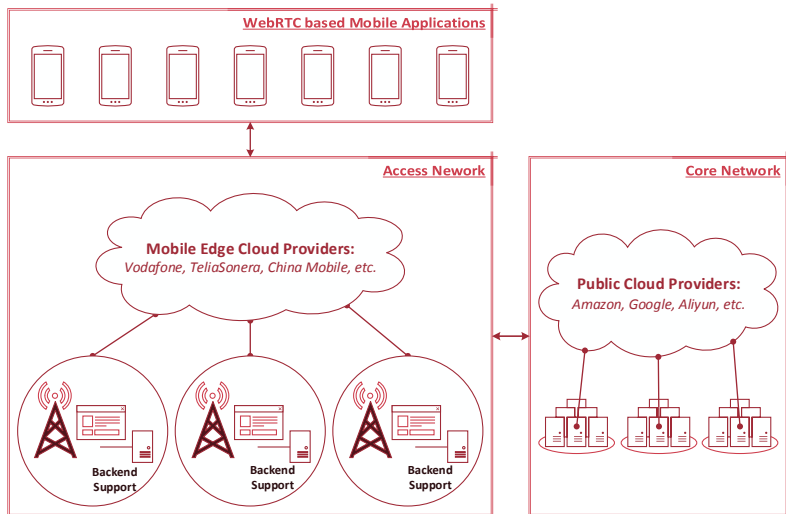 WebRTC based Mobile Applications
Access Nework
Core Network
Mobile Edge Cloud Providers:
Vodafone, TeliaSonera, China Mobile, etc.
Public Cloud Providers:
Amazon, Google, Aliyun, etc.
Backend
Support
Backend
Support
Backend
Support